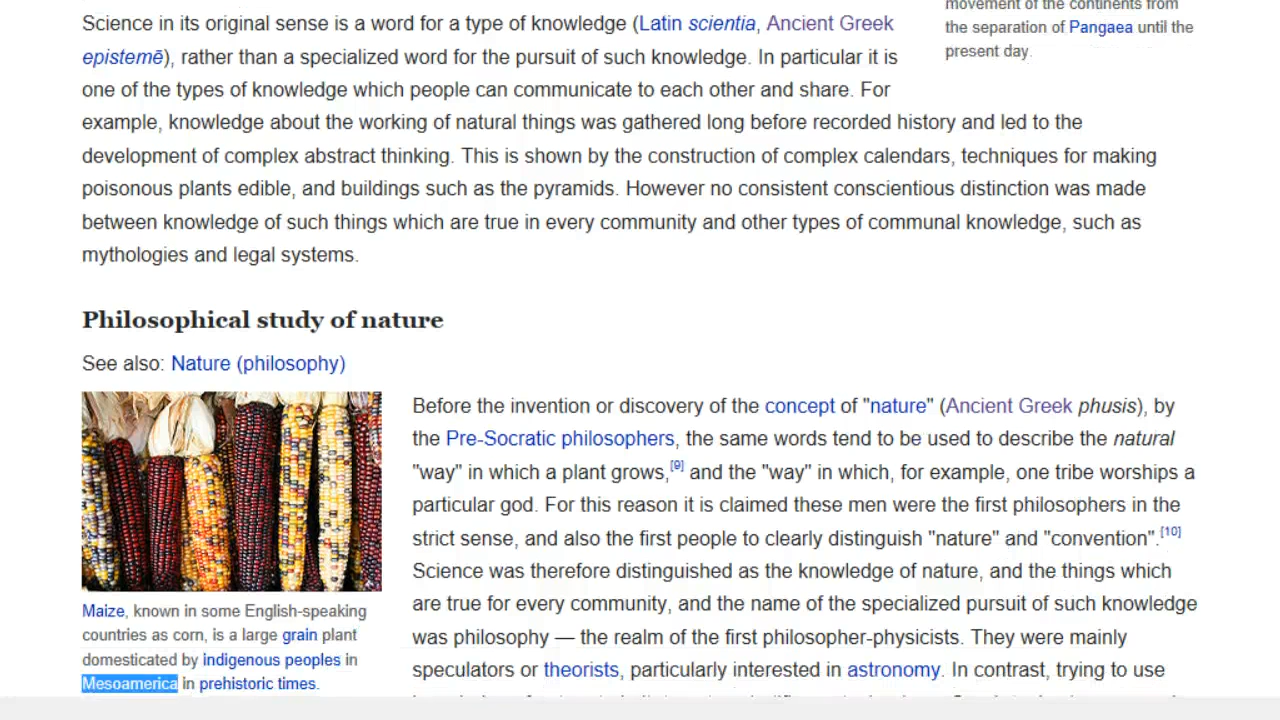 movement of the continents from
the separation of Pangaea until the
present day.
Science in its original sense is a word for a type of knowledge (Latin scientia, Ancient Greek
epistemē), rather than a specialized word for the pursuit of such knowledge. In particular it is
one of the types of knowledge which people can communicate to each other and share. For
example, knowledge about the working of natural things was gathered long before recorded history and led to the
development of complex abstract thinking. This is shown by the construction of complex calendars, techniques for making
poisonous plants edible, and buildings such as the pyramids. However no consistent conscientious distinction was made
between knowledge of such things which are true in every community and other types of communal knowledge, such as
mythologies and legal systems.
Philosophical study of nature
See also: Nature (philosophy)
Maize, known in some English-speaking
countries as corn, is a large grain plant
domesticated by indigenous peoples in
Mesoamerica in prehistoric times.
Before the invention or discovery of the concept of "nature" (Ancient Greek phusis), by
the Pre-Socratic philosophers, the same words tend to be used to describe the natural
"way" in which a plant grows,[9] and the "way" in which, for example, one tribe worships a
particular god. For this reason it is claimed these men were the first philosophers in the
strict sense, and also the first people to clearly distinguish "nature" and "convention".[10]
Science was therefore distinguished as the knowledge of nature, and the things which
are true for every community, and the name of the specialized pursuit of such knowledge
was philosophy — the realm of the first philosopher-physicists. They were mainly
speculators or theorists, particularly interested in astronomy. In contrast, trying to use